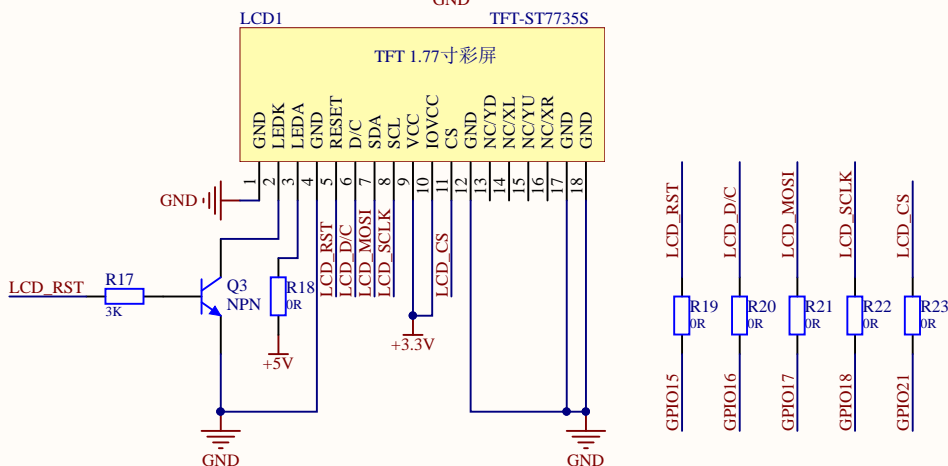 GND
LCD1
TFT-ST7735S
TFT 1.77寸彩屏
GND
LEDK
LEDA
GND
RESET
D/C
SDA
SCL
VCC
IOVCC
CS
GND
NC/YD
NC/XL
NC/YU
NC/XR
GND
GND
1
2
3
4
5
6
7
8
9
10
11
12
13
14
15
16
17
18
GND
LCD_RST
LCD_D/C
LCD_MOSI
LCD_SCLK
LCD_CS
LCD_RST
R17
3K
Q3
NPN
R18
0R
+5V
+3.3V
GND
GND
LCD_RST
LCD_D/C
LCD_MOSI
LCD_SCLK
LCD_CS
R19
0R
R20
0R
R21
0R
R22
0R
R23
0R
GPIO15
GPIO16
GPIO17
GPIO18
GPIO21